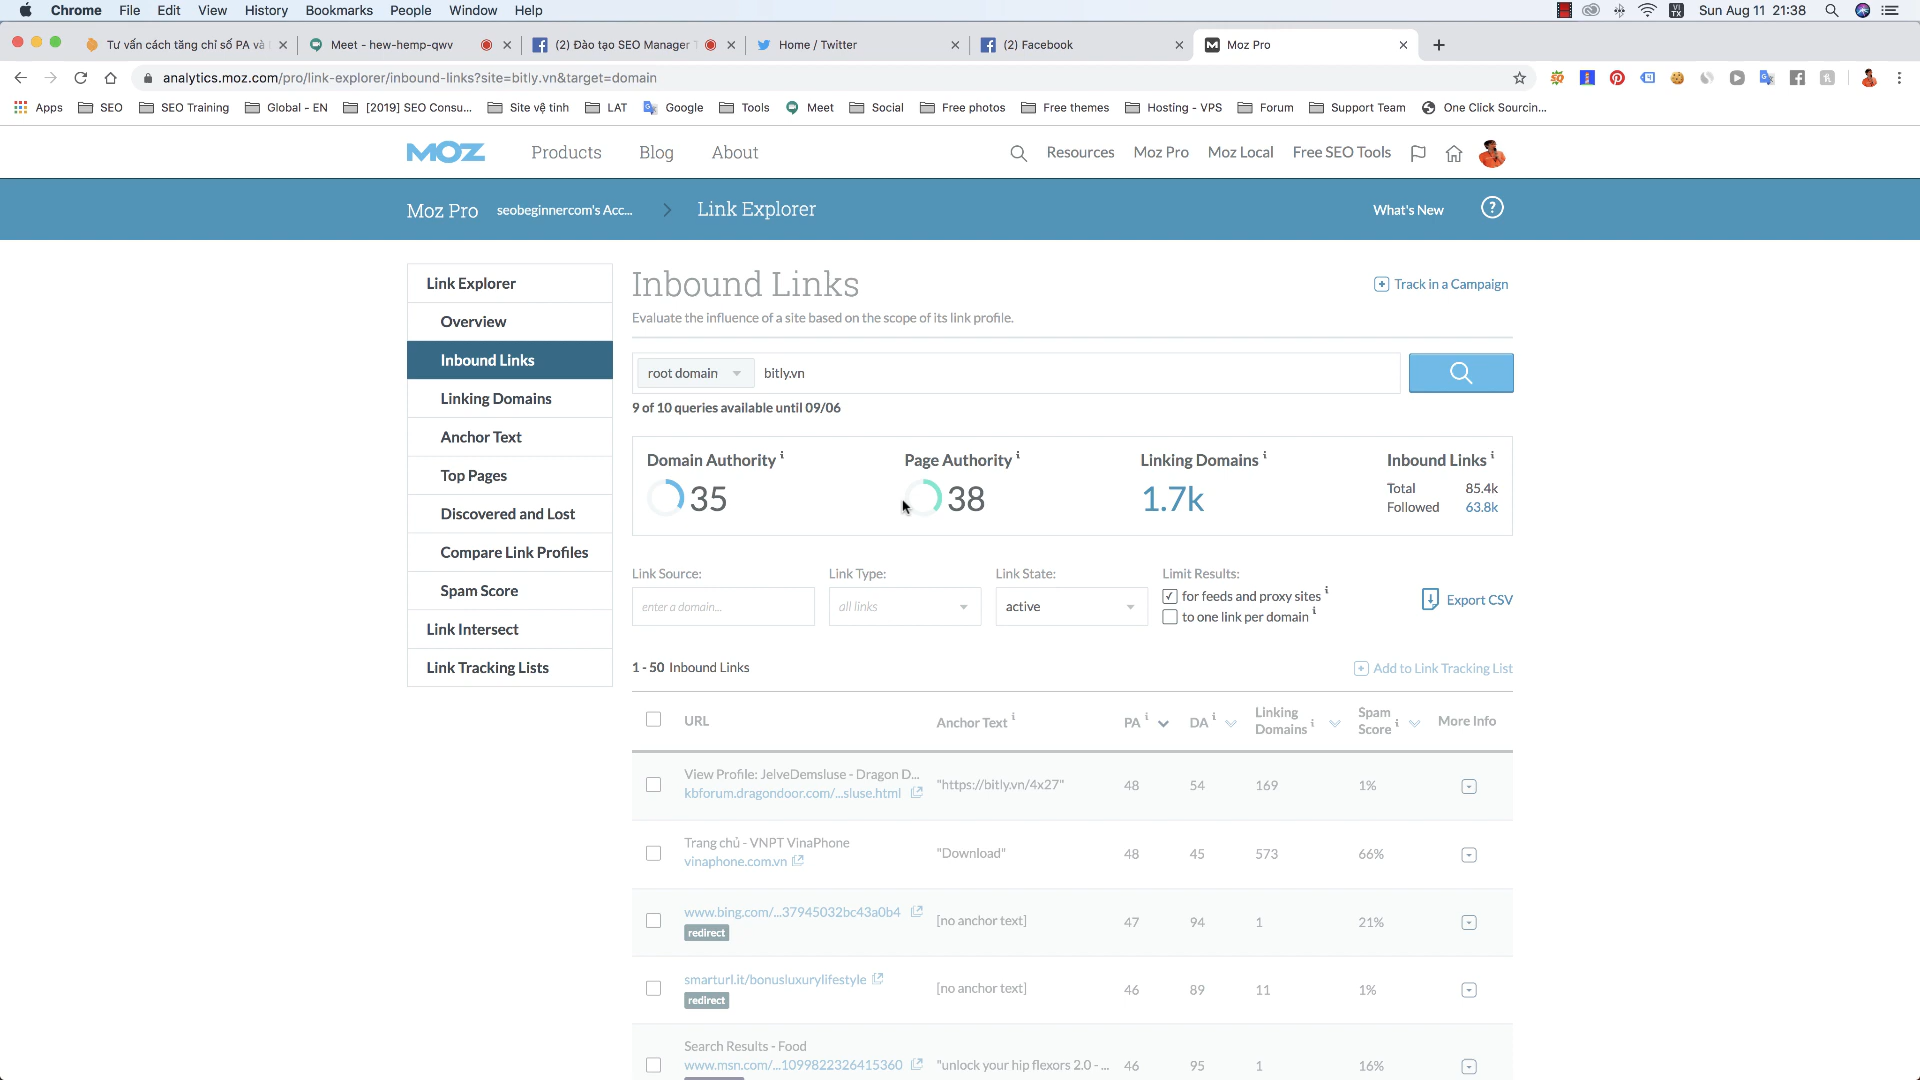 Chrome File Edit View History Bookmarks People Window Help
VI
TX
Sun Aug 11 21:38
Tư vấn cách tăng chỉ số PA và
Meet - hew-hemp-qwv
(2) Đào tạo SEO Manager
Home / Twitter
(2) Facebook
Moz Pro
analytics.moz.com/pro/link-explorer/inbound-links?site=bitly.vn&target=domain
Apps SEO SEO Training Global - EN [2019] SEO Consu... Site vệ tinh LAT Google Tools Meet Social Free photos Free themes Hosting - VPS Forum Support Team One Click Sourcin...
MOZ Products Blog About Resources Moz Pro Moz Local Free SEO Tools
Moz Pro seobeginnercom's Acc... Link Explorer What's New ?
Link Explorer
Overview
Inbound Links
Linking Domains
Anchor Text
Top Pages
Discovered and Lost
Compare Link Profiles
Spam Score
Link Intersect
Link Tracking Lists
Inbound Links
Track in a Campaign
Evaluate the influence of a site based on the scope of its link profile.
root domain bitly.vn
9 of 10 queries available until 09/06
Domain Authority i Page Authority i Linking Domains i Inbound Links i
35 38 1.7k
Total 85.4k
Followed 63.8k
Link Source: Link Type: Link State: Limit Results:
enter a domain... all links active
for feeds and proxy sites i
to one link per domain i
Export CSV
1 - 50 Inbound Links
Add to Link Tracking List
URL Anchor Text i PA i DA i Linking Domains i Spam Score i More Info
View Profile: JelveDemsluse - Dragon D...
kbforum.dragondoor.com/...sluse.html "https://bitly.vn/4x27" 48 54 169 1%
Trang chủ - VNPT VinaPhone
vinaphone.com.vn "Download" 48 45 573 66%
www.bing.com/...37945032bc43a0b4 [no anchor text] 47 94 1 21%
redirect
smarturl.it/bonusluxurylifestyle [no anchor text] 46 89 11 1%
redirect
Search Results - Food
www.msn.com/...1099822326415360 "unlock your hip flexors 2.0 - ... 46 95 1 16%